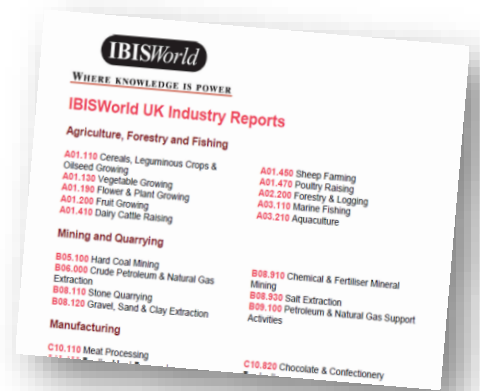 IBISWorld
WHERE KNOWLEDGE IS POWER
IBISWorld UK Industry Reports
Agriculture, Forestry and Fishing
A01.110 Cereals, Leguminous Crops &
Oilseed Growing
A01.130 Vegetable Growing
A01.190 Flower & Plant Growing
A01.200 Fruit Growing
A01.410 Dairy Cattle Raising
A01.450 Sheep Farming
A01.470 Poultry Raising
A02.200 Forestry & Logging
A03.110 Marine Fishing
A03.210 Aquaculture
Mining and Quarrying
B05.100 Hard Coal Mining
B06.000 Crude Petroleum & Natural Gas
Extraction
B08.110 Stone Quarrying
B08.120 Gravel, Sand & Clay Extraction
B08.910 Chemical & Fertiliser Mineral
Mining
B08.930 Salt Extraction
B09.100 Petroleum & Natural Gas Support
Activities
Manufacturing
C10.110 Meat Processing
C10.820 Chocolate & Confectionery